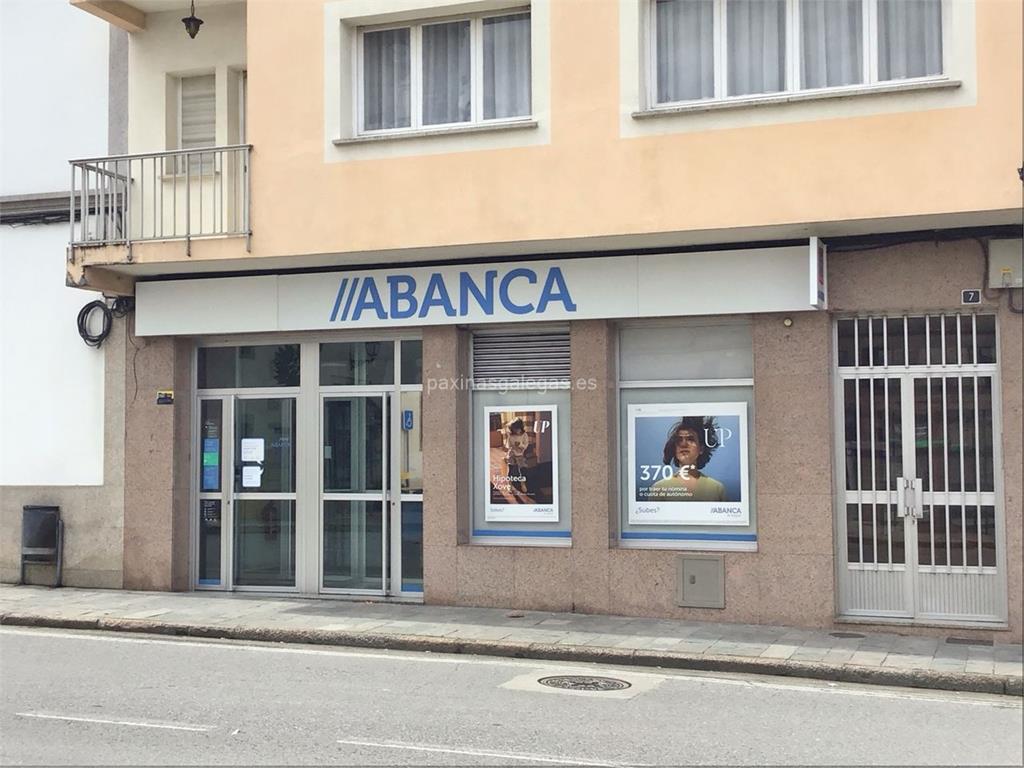 //ABANCA
7
paxinasgalegas.es
UP
Hipoteca
Xove
¿Subes?
//ABANCA
UP
370 €*
por traer tu nómina
o cuota de autónomo
¿Subes?
//ABANCA